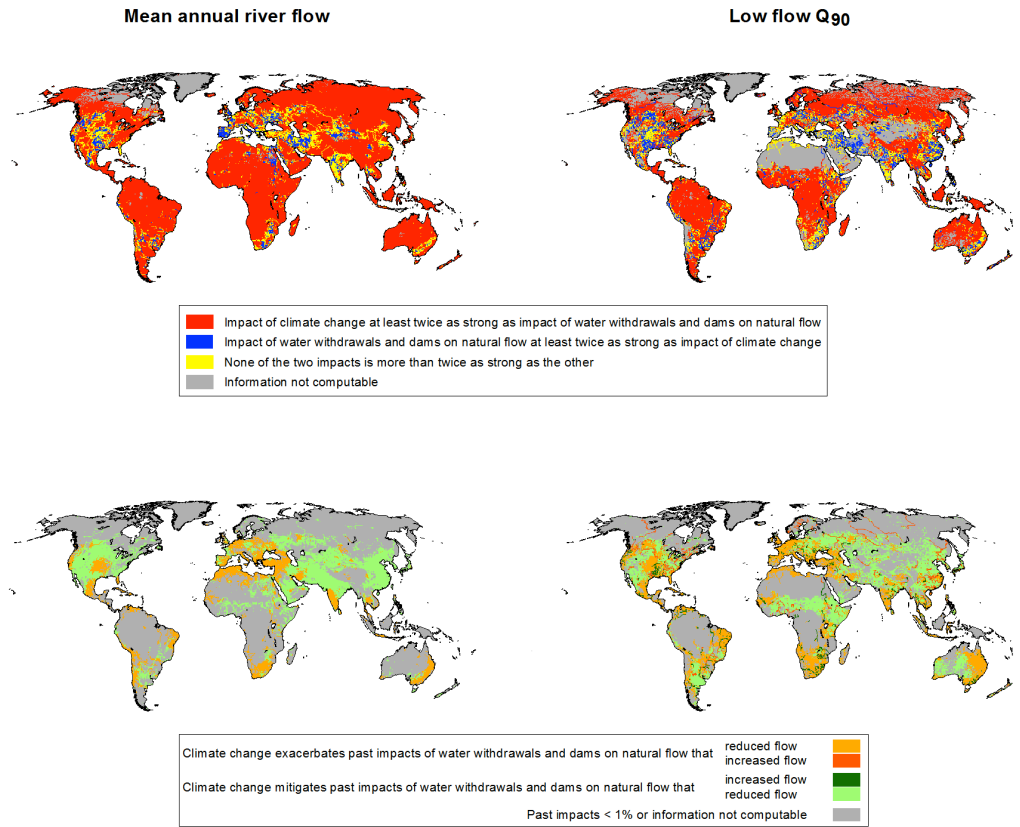 Mean annual river flow
Low flow Q90
Impact of climate change at least twice as strong as impact of water withdrawals and dams on natural flow
Impact of water withdrawals and dams on natural flow at least twice as strong as impact of climate change
None of the two impacts is more than twice as strong as the other
Information not computable
Climate change exacerbates past impacts of water withdrawals and dams on natural flow that
reduced flow
increased flow
Climate change mitigates past impacts of water withdrawals and dams on natural flow that
increased flow
reduced flow
Past impacts < 1% or information not computable